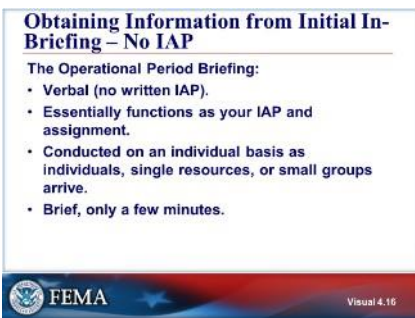 Obtaining Information from Initial In-
Briefing – No IAP
The Operational Period Briefing:
• Verbal (no written IAP).
• Essentially functions as your IAP and
assignment.
• Conducted on an individual basis as
individuals, single resources, or small groups
arrive.
• Brief, only a few minutes.
FEMA
Visual 4.16